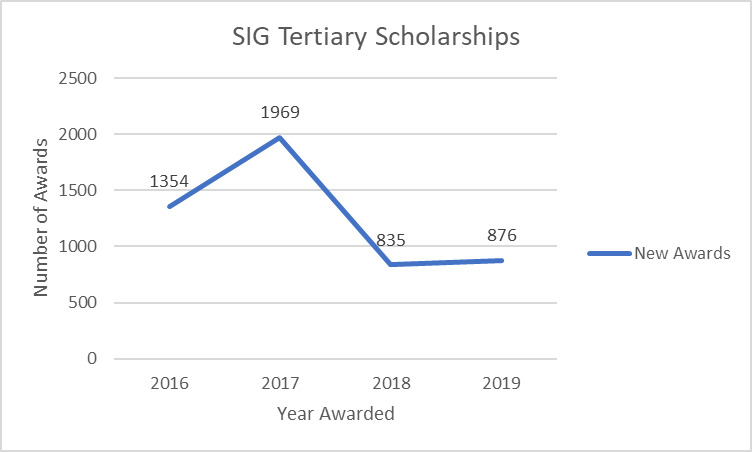 SIG Tertiary Scholarships
2500
2000
1500
1000
500
0
Number of Awards
1354
1969
835
876
2016 2017 2018 2019
Year Awarded
New Awards